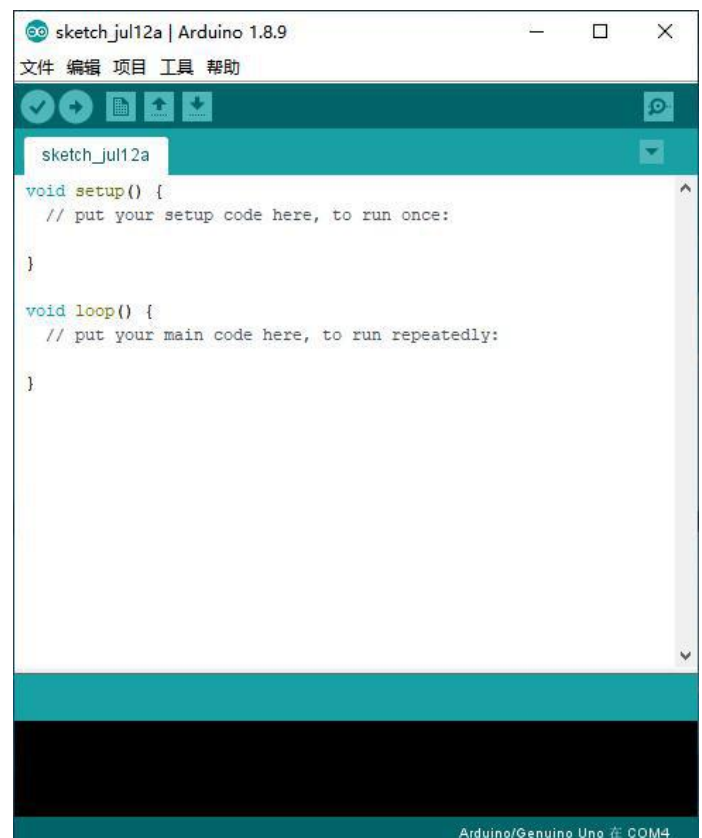 sketch_jul12a | Arduino 1.8.9
文件 编辑 项目 工具 帮助
sketch_jul12a
void setup() {
  // put your setup code here, to run once:
}
void loop() {
  // put your main code here, to run repeatedly:
}
Arduino/Genuino Uno 在 COM4